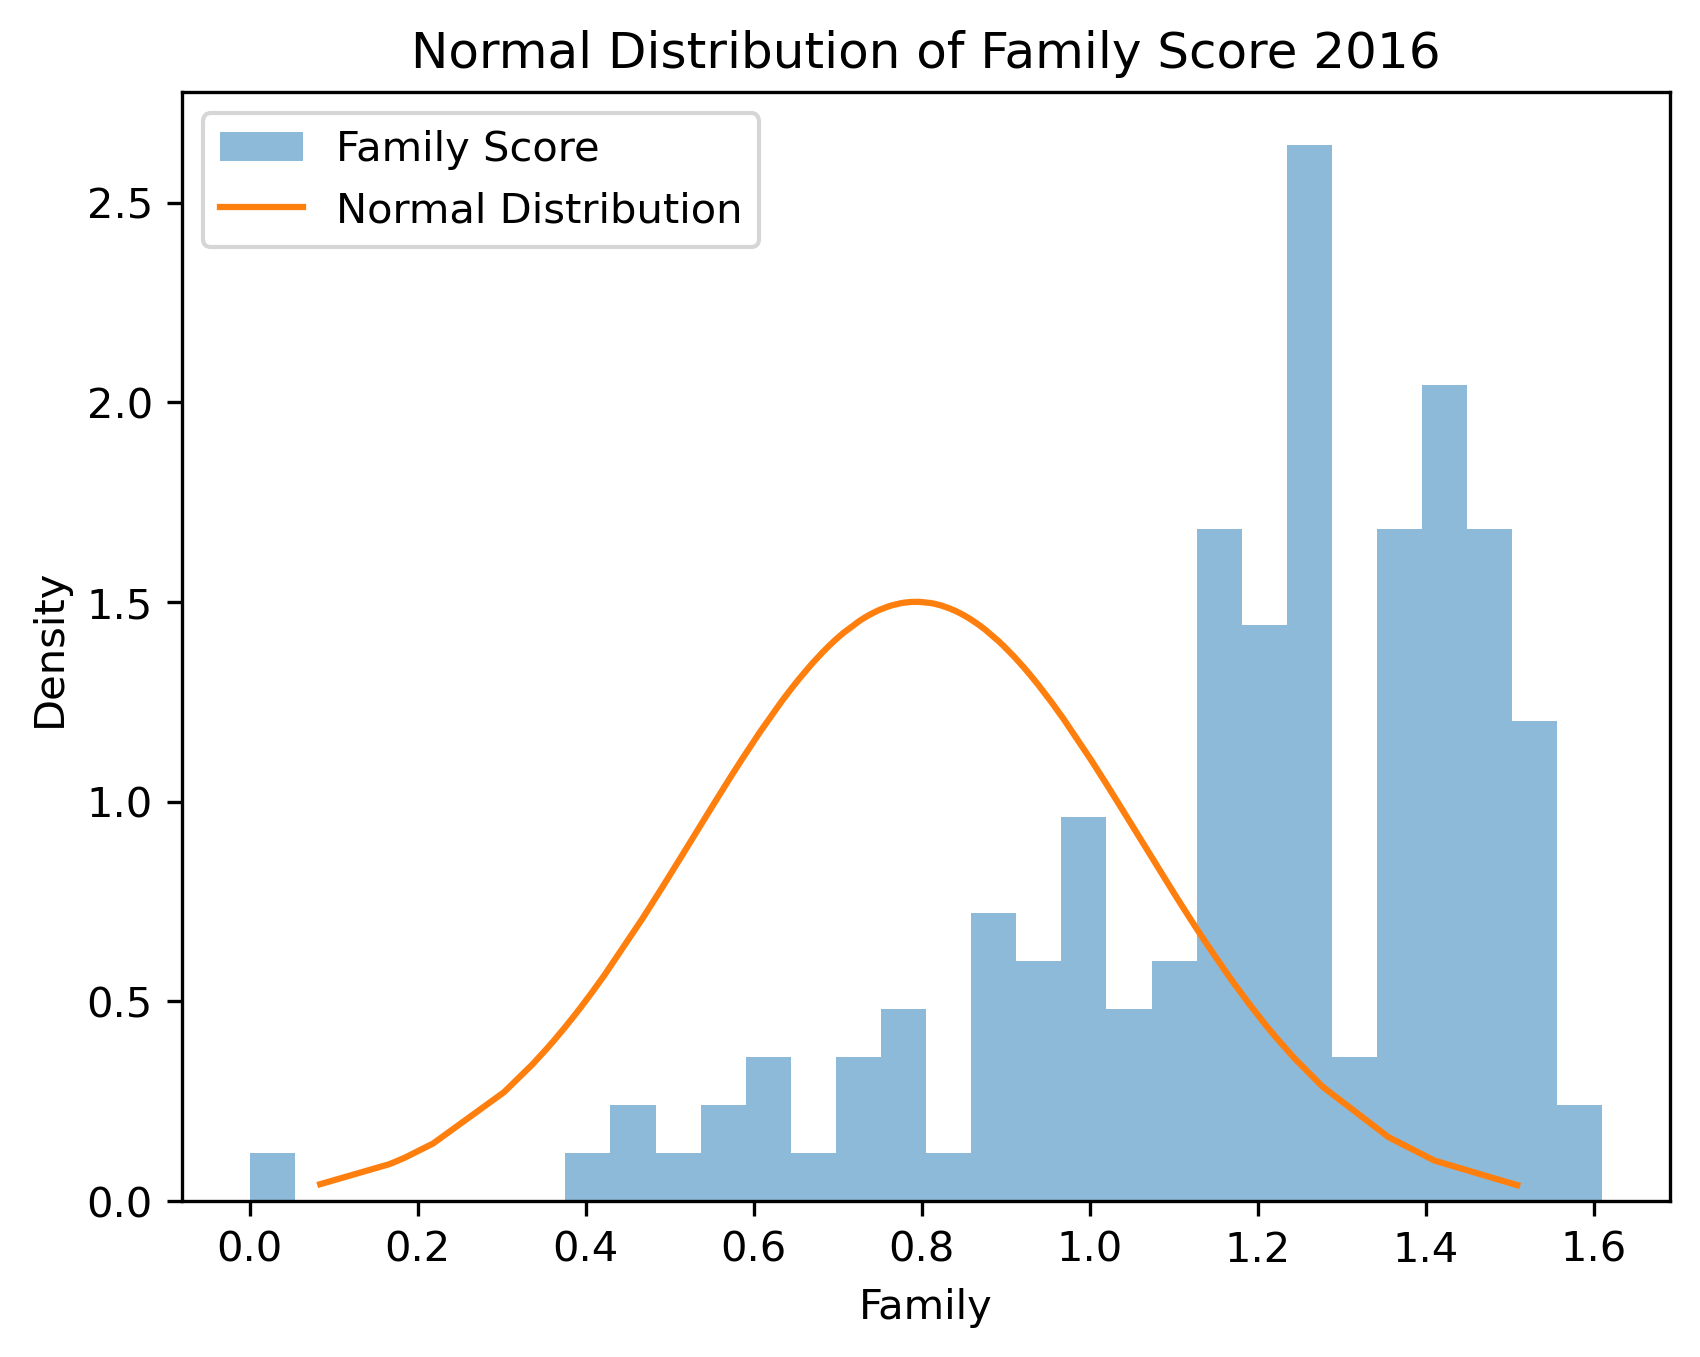 Normal Distribution of Family Score 2016
Family Score
Normal Distribution
2.5
2.0
1.5
1.0
0.5
0.0
Density
0.0 0.2 0.4 0.6 0.8 1.0 1.2 1.4 1.6
Family